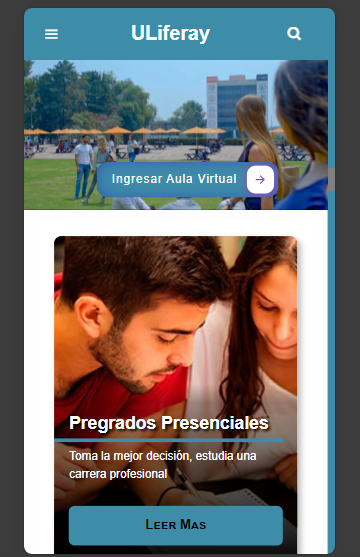 ULiferay
Ingresar Aula Virtual
Pregrados Presenciales
Toma la mejor decisión, estudia una
carrera profesional
Leer Mas